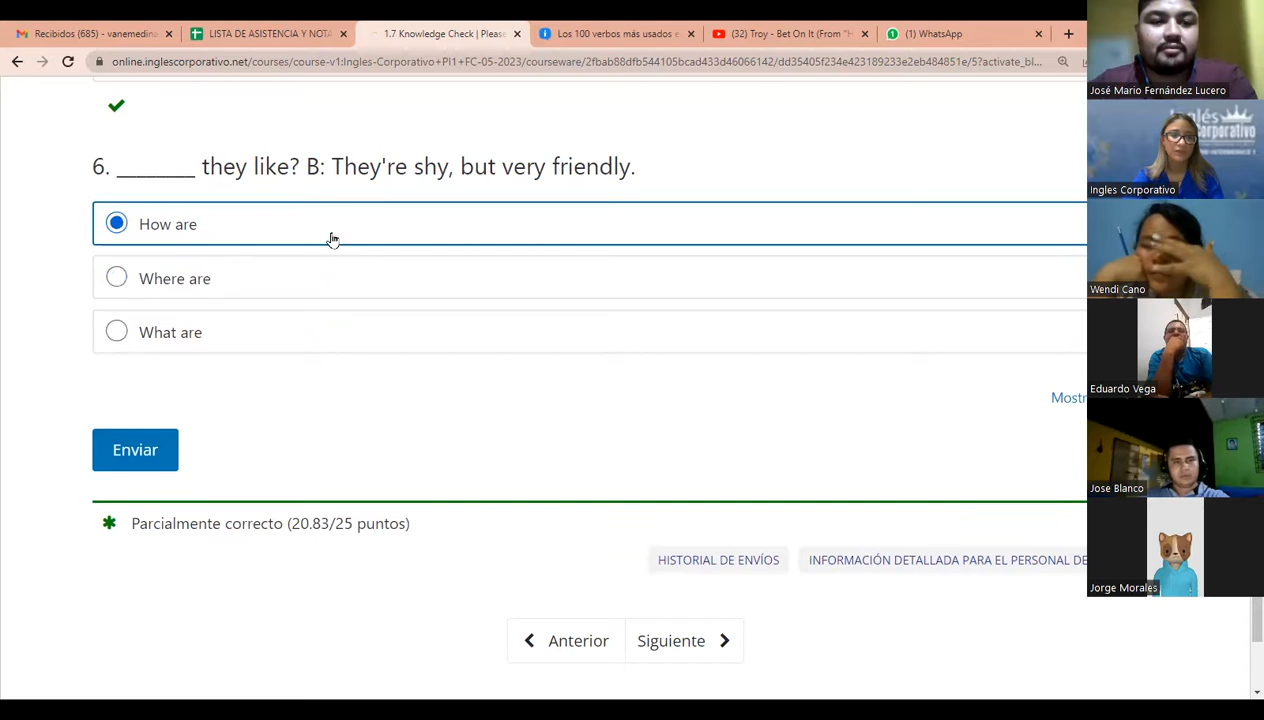 Recibidos (685) - vanemedina
LISTA DE ASISTENCIA Y NOTA
1.7 Knowledge Check | Please
Los 100 verbos más usados e
(32) Troy - Bet On It (From "H
(1) WhatsApp
online.inglescorporativo.net/courses/course-v1:Ingles-Corporativo+PI1+FC-05-2023/courseware/2fbab88dfb544105bcad433d46066142/dd35405f234e423189233e2eb484851e/5?activate_bl...
6. ________ they like? B: They're shy, but very friendly.
How are
Where are
What are
Mostr
Enviar
Parcialmente correcto (20.83/25 puntos)
HISTORIAL DE ENVÍOS
INFORMACIÓN DETALLADA PARA EL PERSONAL DE
Anterior
Siguiente
José Mario Fernández Lucero
Inglés
Corporativo
Ingles Corporativo
Wendi Cano
Eduardo Vega
Jose Blanco
Jorge Morales